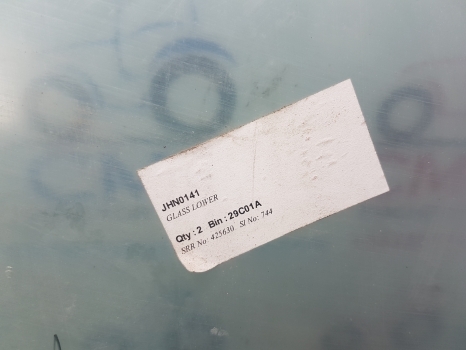 JHN0141
GLASS LOWER
Qty : 2 Bin : 29C01A
SRR No: 425630 Sl No: 744